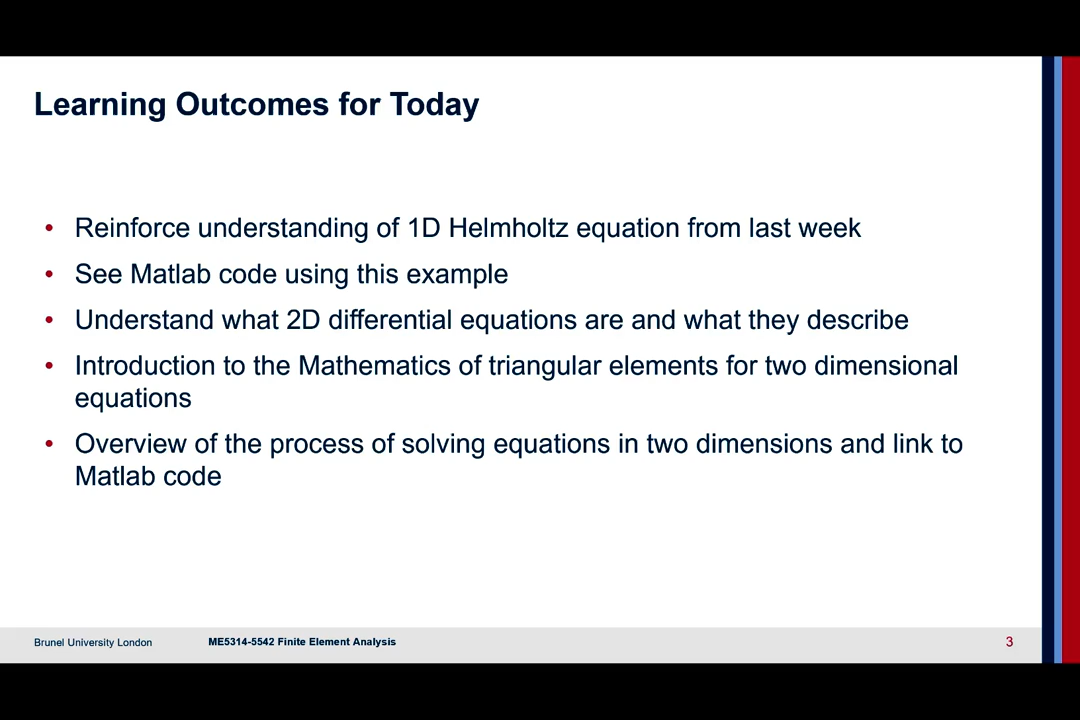 Learning Outcomes for Today
• Reinforce understanding of 1D Helmholtz equation from last week
• See Matlab code using this example
• Understand what 2D differential equations are and what they describe
• Introduction to the Mathematics of triangular elements for two dimensional
equations
• Overview of the process of solving equations in two dimensions and link to
Matlab code
Brunel University London
ME5314-5542 Finite Element Analysis
3